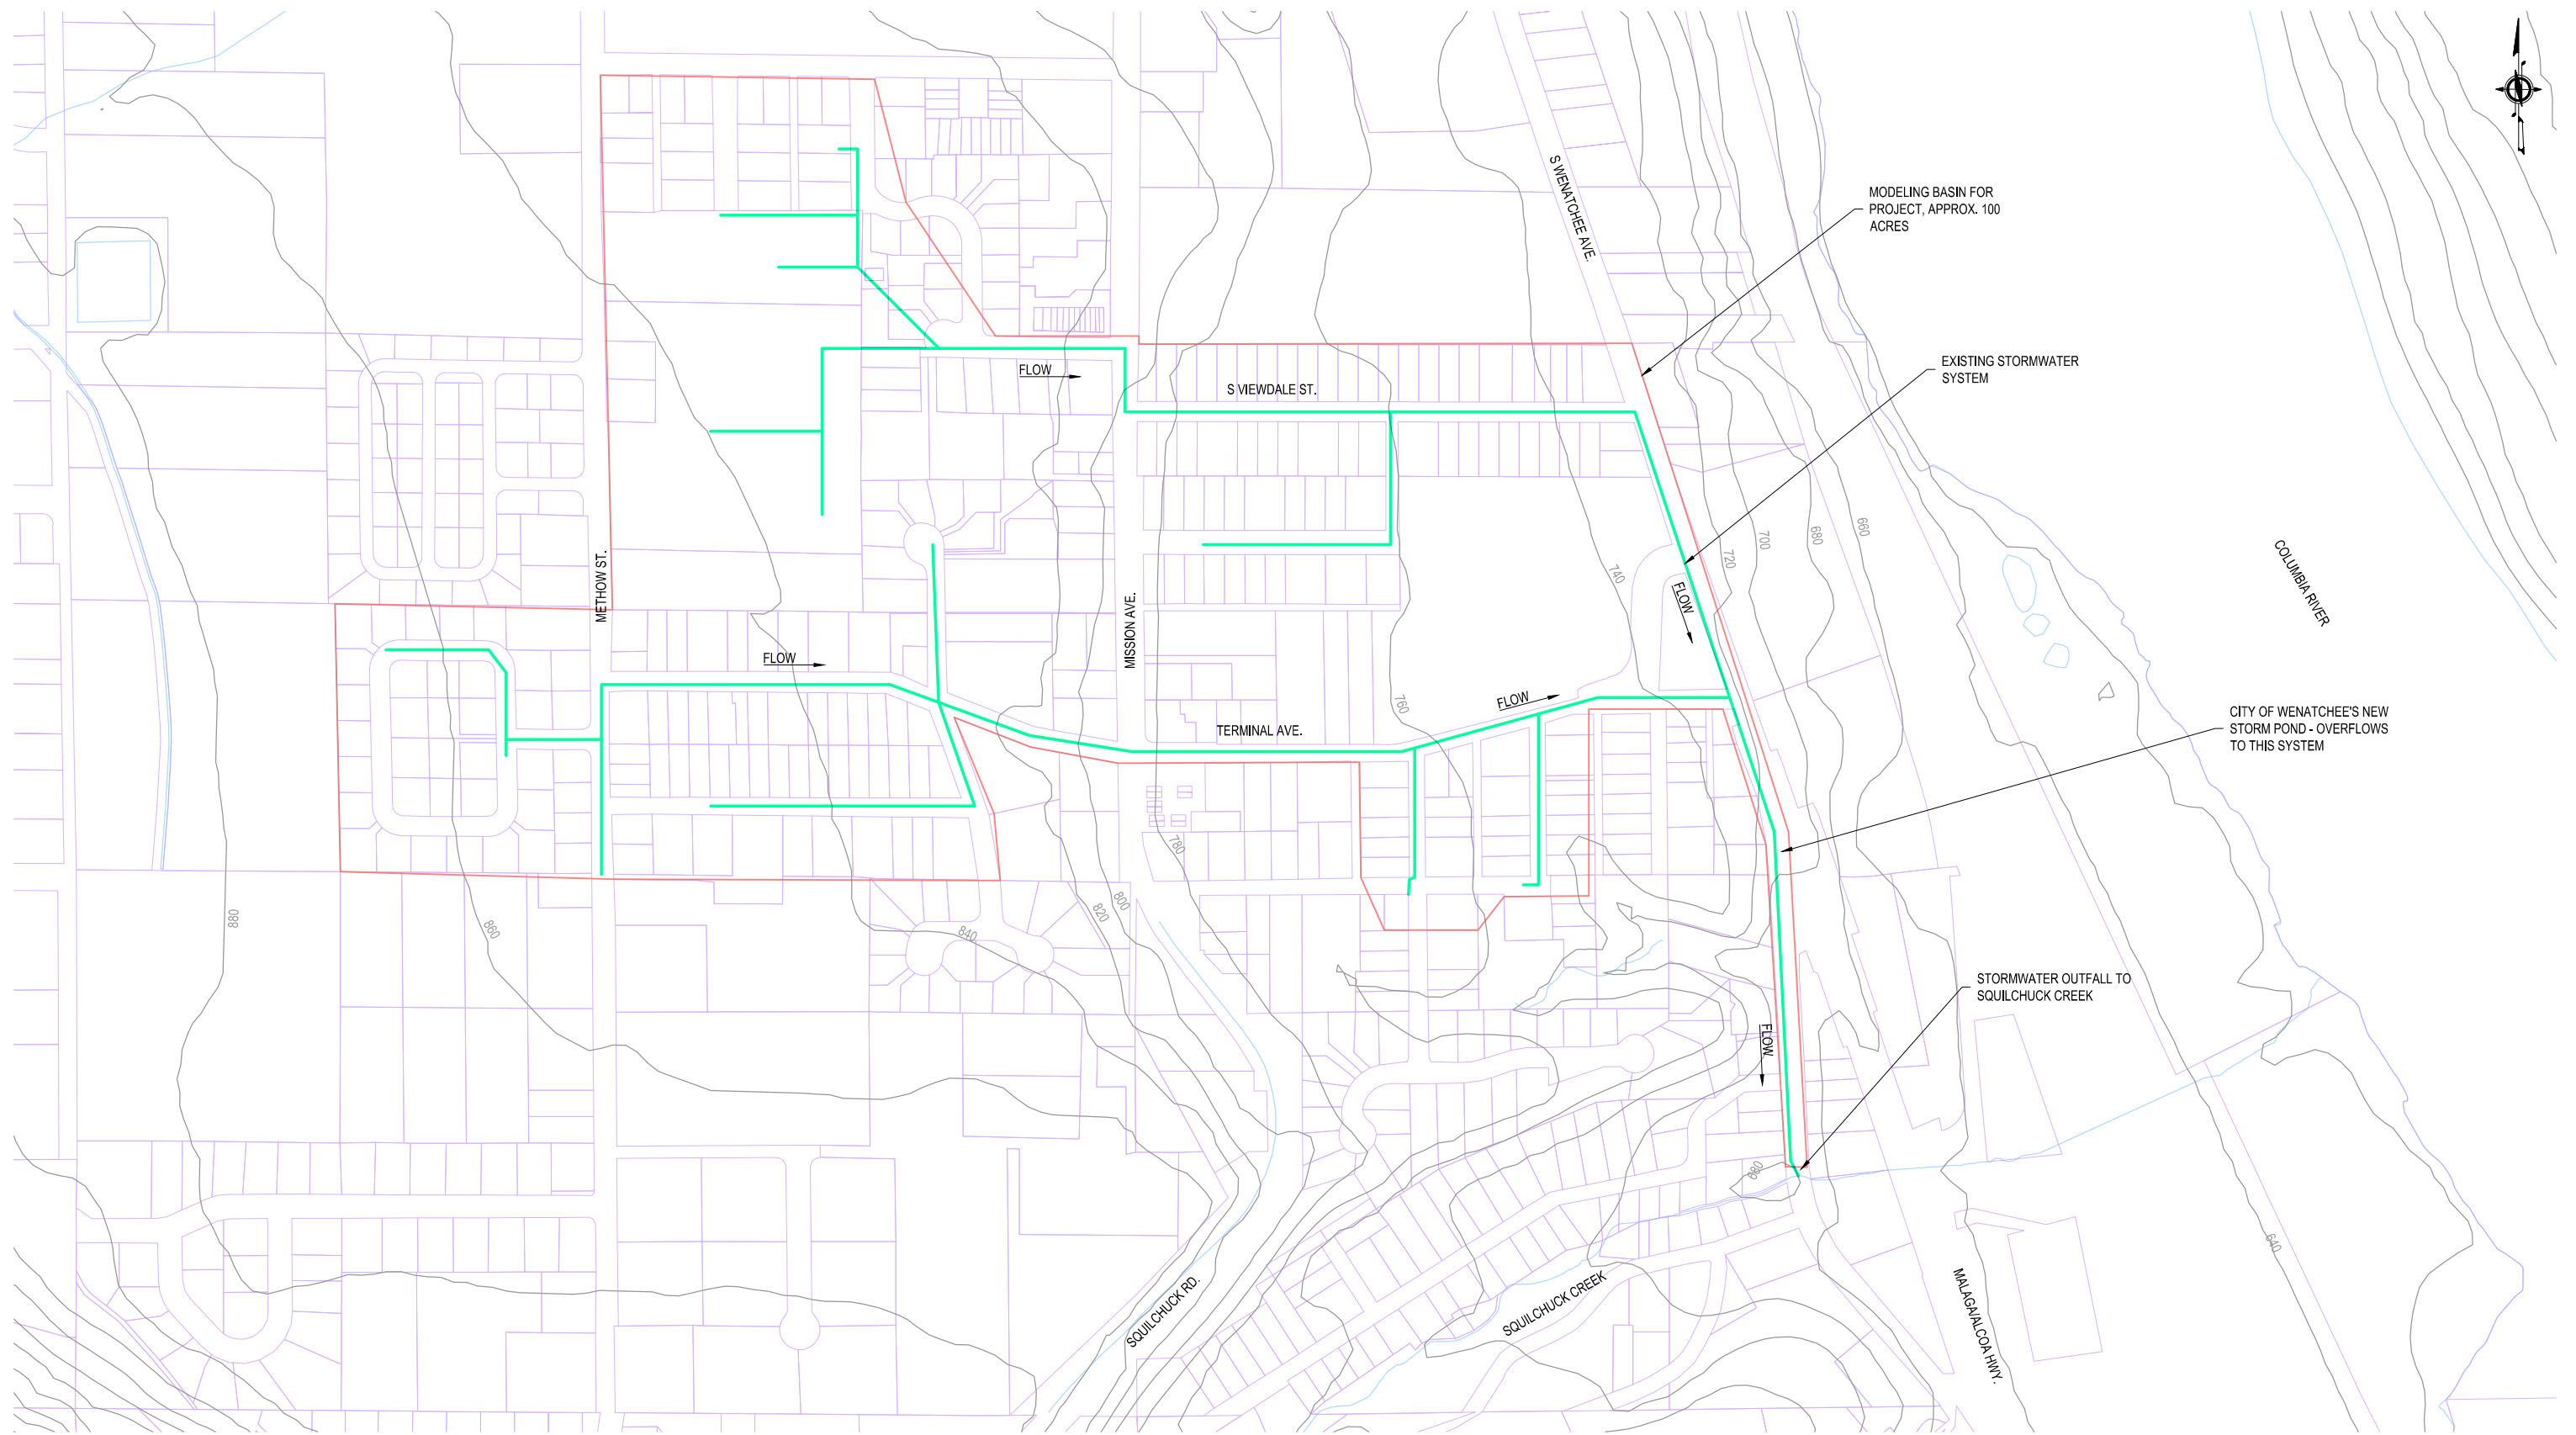 S WENATCHEE AVE.
MODELING BASIN FOR
PROJECT, APPROX. 100
ACRES
EXISTING STORMWATER
SYSTEM
FLOW
S VIEWDALE ST.
METHOW ST.
MISSION AVE.
740
720
700
680
660
FLOW
COLUMBIA RIVER
FLOW
760
FLOW
TERMINAL AVE.
CITY OF WENATCHEE'S NEW
STORM POND - OVERFLOWS
TO THIS SYSTEM
780
880
860
840
820
800
STORMWATER OUTFALL TO
SQUILCHUCK CREEK
FLOW
680
640
SQUILCHUCK RD.
SQUILCHUCK CREEK
MALAGA/ALCOA HWY.